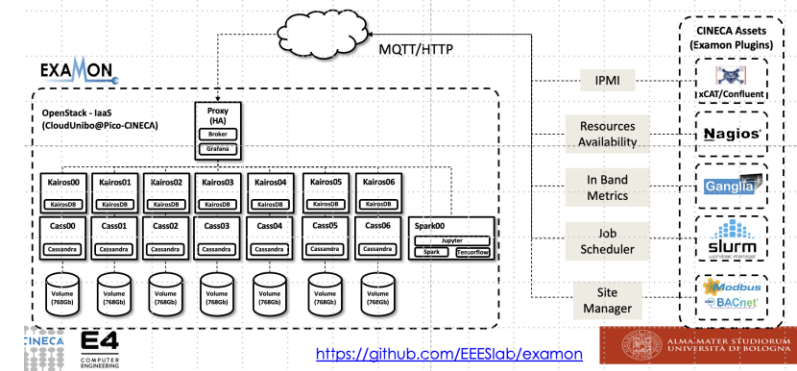 MQTT/HTTP
EXAMON
OpenStack - IaaS
(CloudUnibo@Pico-CINECA)
Proxy
(HA)
Broker
Grafana
Kairos00
Kairos01
Kairos02
Kairos03
Kairos04
Kairos05
Kairos06
KairosDB
KairosDB
KairosDB
KairosDB
KairosDB
KairosDB
KairosDB
Cass00
Cass01
Cass02
Cass03
Cass04
Cass05
Cass06
Spark00
Cassandra
Cassandra
Cassandra
Cassandra
Cassandra
Cassandra
Cassandra
Jupyter
Spark
Tensorflow
Volume
(768Gb)
Volume
(768Gb)
Volume
(768Gb)
Volume
(768Gb)
Volume
(768Gb)
Volume
(768Gb)
Volume
(768Gb)
IPMI
Resources
Availability
In Band
Metrics
Job
Scheduler
Site
Manager
CINECA Assets
(Examon Plugins)
xCAT/Confluent
Nagios®
Ganglia
slurm
workload manager
Modbus
BACnet
CINECA
E4
COMPUTER
ENGINEERING
https://github.com/EEESlab/examon
ALMA MATER STUDIORUM
UNIVERSITÀ DI BOLOGNA